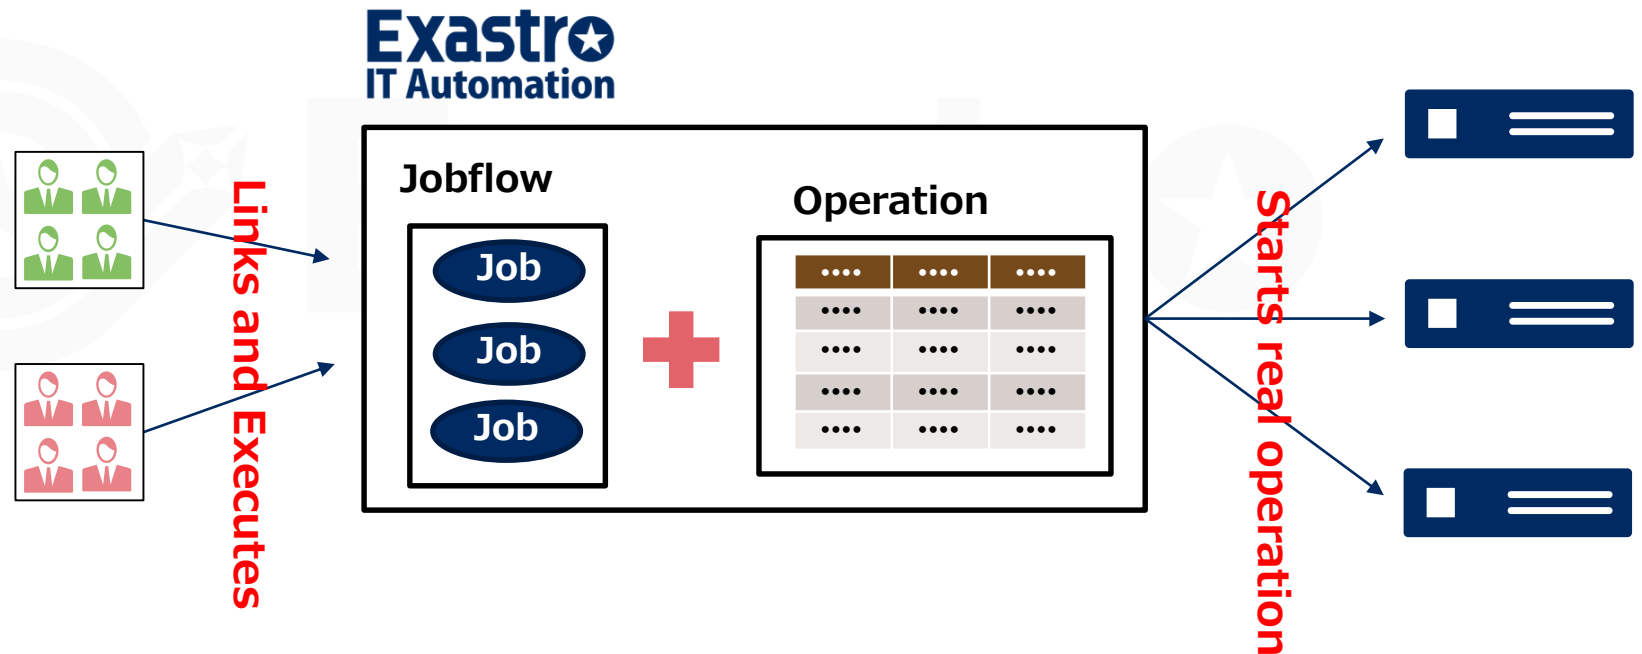 Exastro
IT Automation
Links and Executes
Jobflow
Job
Job
Job
Operation
•••• •••• ••••
•••• •••• ••••
•••• •••• ••••
•••• •••• ••••
•••• •••• ••••
Starts real operation